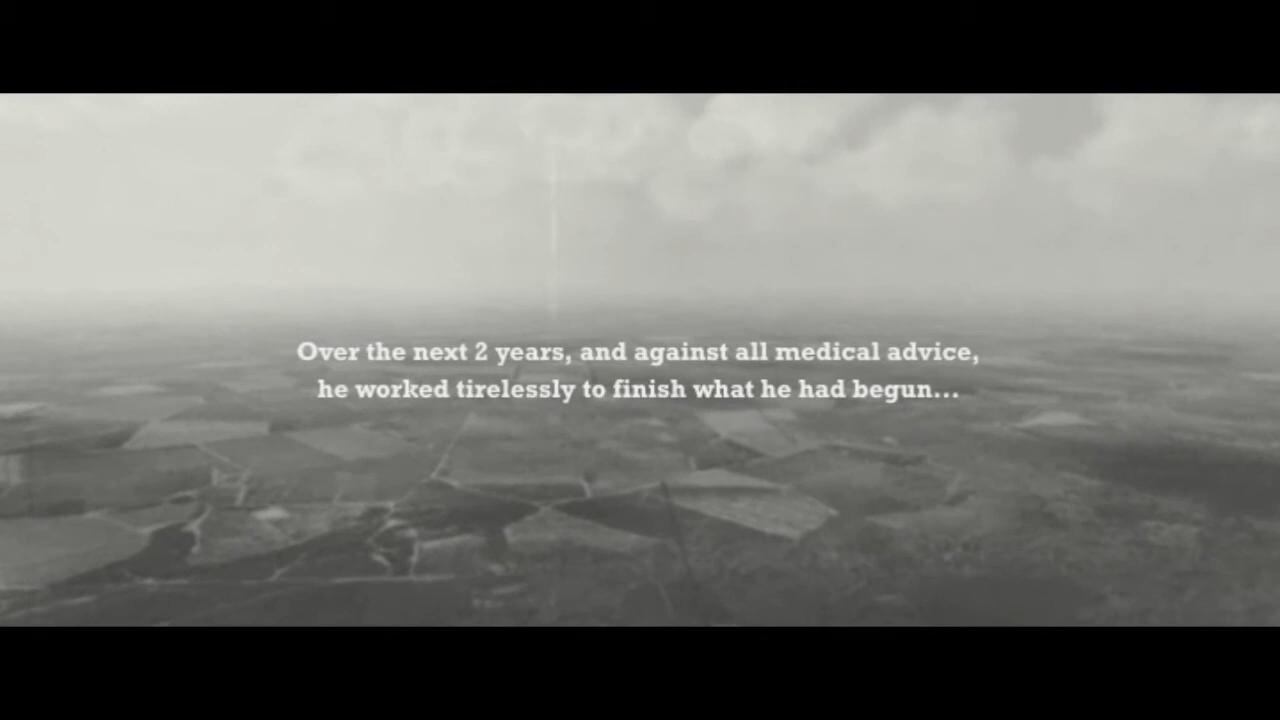 Over the next 2 years, and against all medical advice,
he worked tirelessly to finish what he had begun...